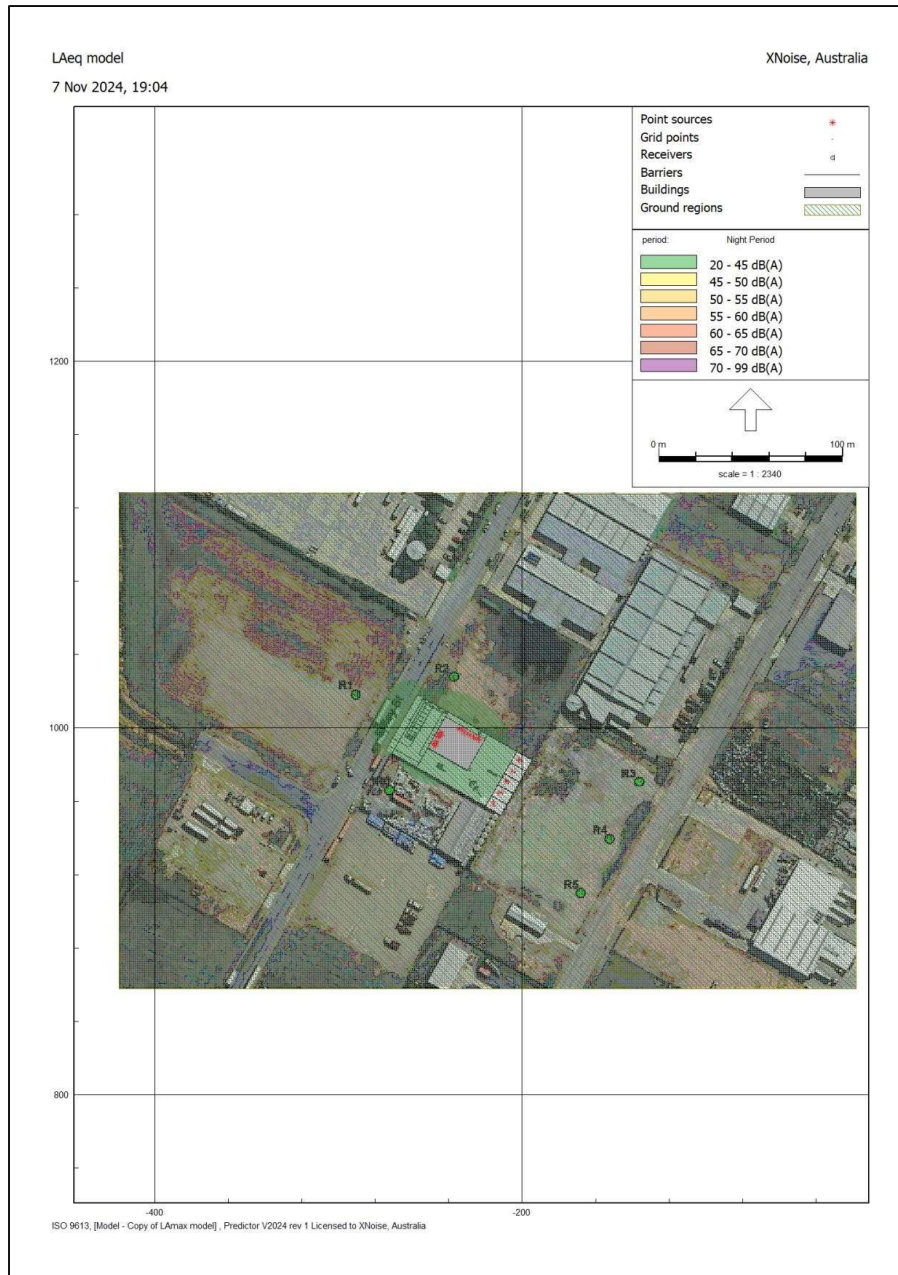 LAeq model
XNoise, Australia
7 Nov 2024, 19:04
Point sources
Grid points
Receivers
Barriers
Buildings
Ground regions
period:
Night Period
20 - 45 dB(A)
45 - 50 dB(A)
50 - 55 dB(A)
55 - 60 dB(A)
60 - 65 dB(A)
65 - 70 dB(A)
70 - 99 dB(A)
0 m
100 m
scale = 1 : 2340
1200
1000
800
R1
R2
R3
R4
R5
-400
-200
ISO 9613, [Model - Copy of LAmax model] , Predictor V2024 rev 1 Licensed to XNoise, Australia